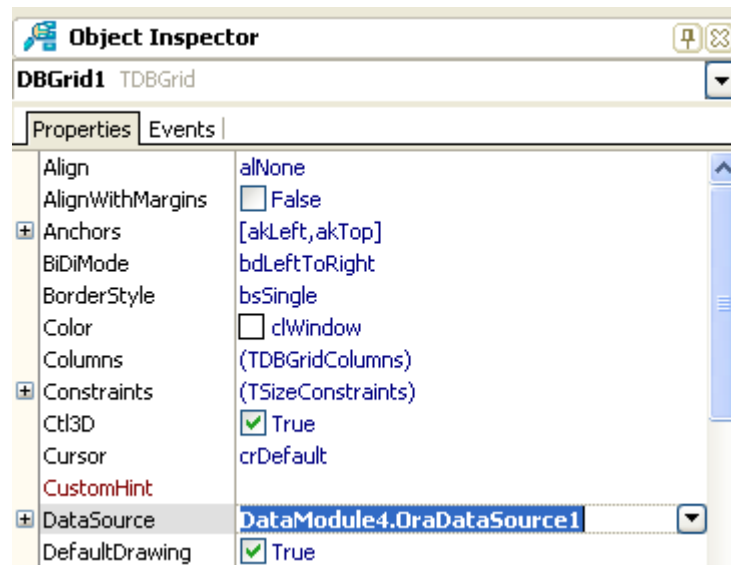 Object Inspector
DBGrid1 TDBGrid
Properties Events
Align alNone
AlignWithMargins False
Anchors [akLeft,akTop]
BiDiMode bdLeftToRight
BorderStyle bsSingle
Color clWindow
Columns (TDBGridColumns)
Constraints (TSizeConstraints)
Ctl3D True
Cursor crDefault
CustomHint
DataSource DataModule4.OraDataSource1
DefaultDrawing True